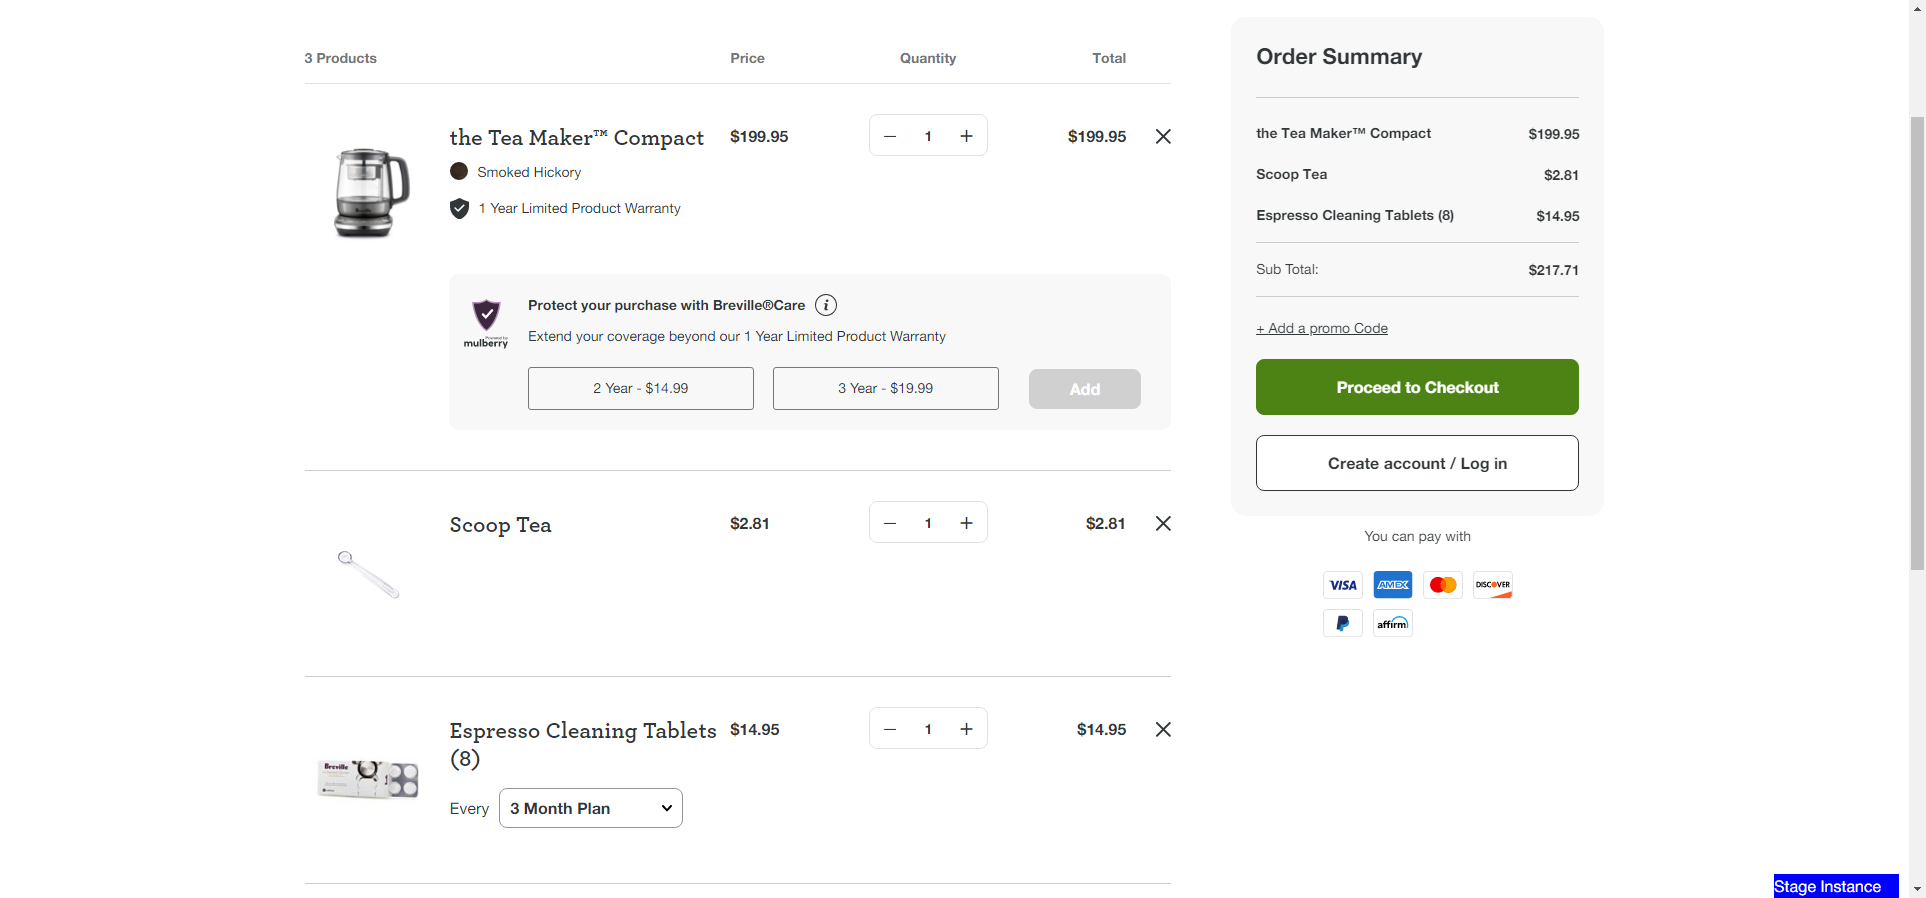 3 Products Price Quantity Total
the Tea Maker™ Compact $199.95 1 $199.95
Smoked Hickory
1 Year Limited Product Warranty
Protect your purchase with Breville®Care
Extend your coverage beyond our 1 Year Limited Product Warranty
Powered by
mulberry
2 Year - $14.99 3 Year - $19.99 Add
Scoop Tea $2.81 1 $2.81
Breville
Espresso Cleaning Tablets $14.95 1 $14.95
(8)
Every 3 Month Plan
Order Summary
the Tea Maker™ Compact $199.95
Scoop Tea $2.81
Espresso Cleaning Tablets (8) $14.95
Sub Total: $217.71
+ Add a promo Code
Proceed to Checkout
Create account / Log in
You can pay with
VISA AMEX DISCOVER
affirm
Stage Instance